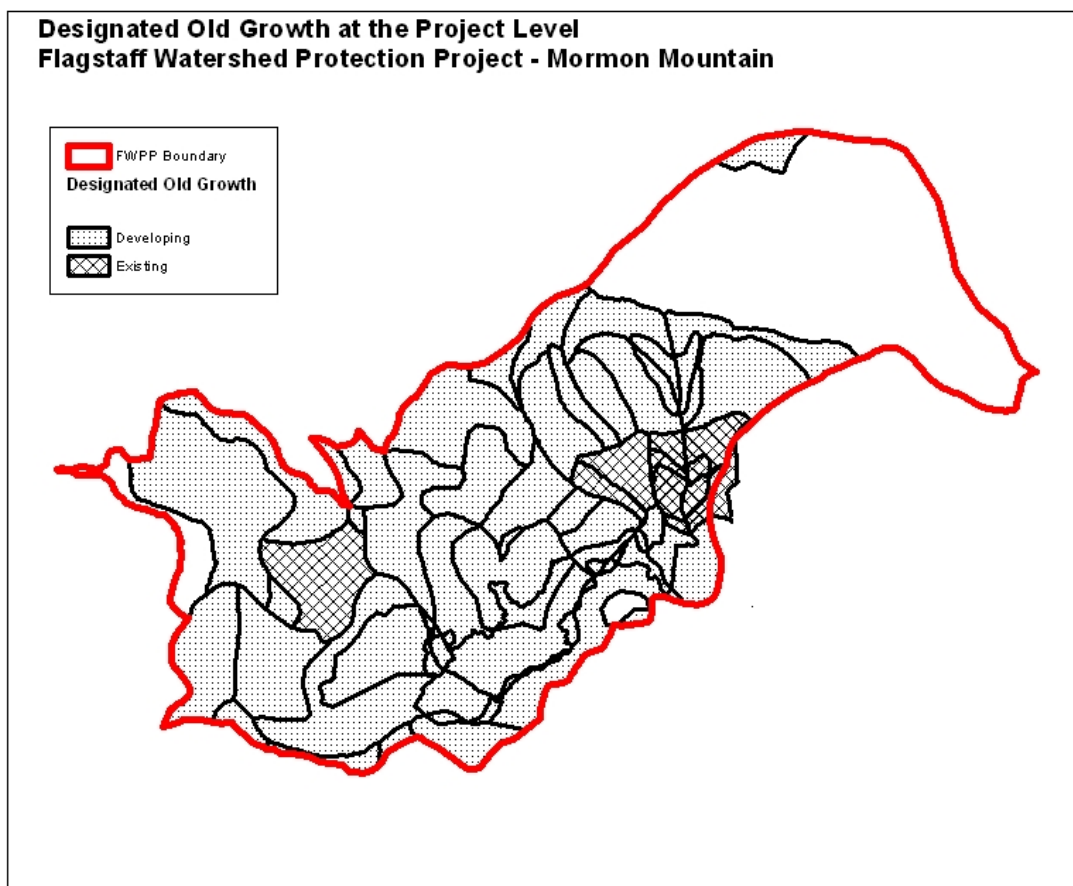 Designated Old Growth at the Project Level
Flagstaff Watershed Protection Project - Mormon Mountain
FWPP Boundary
Designated Old Growth
Developing
Existing